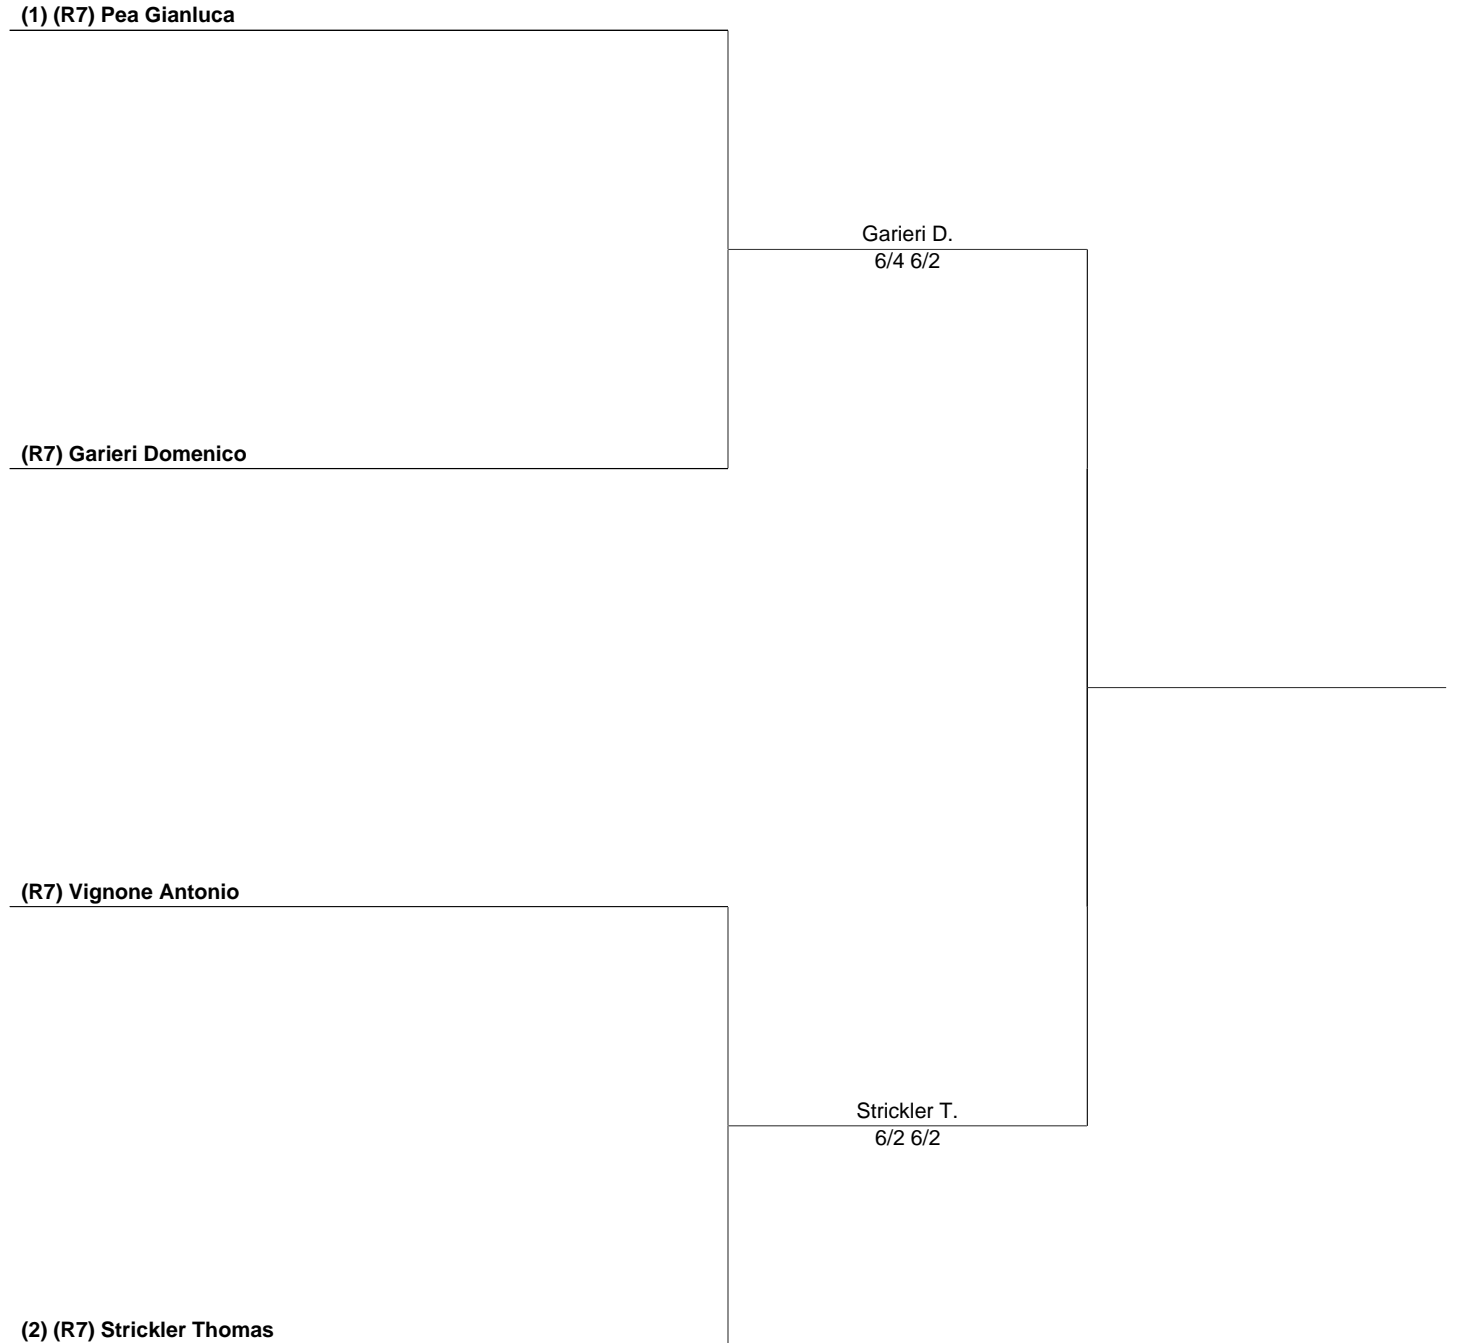 (1) (R7) Pea Gianluca
Garieri D.
6/4 6/2
(R7) Garieri Domenico
(R7) Vignone Antonio
Strickler T.
6/2 6/2
(2) (R7) Strickler Thomas